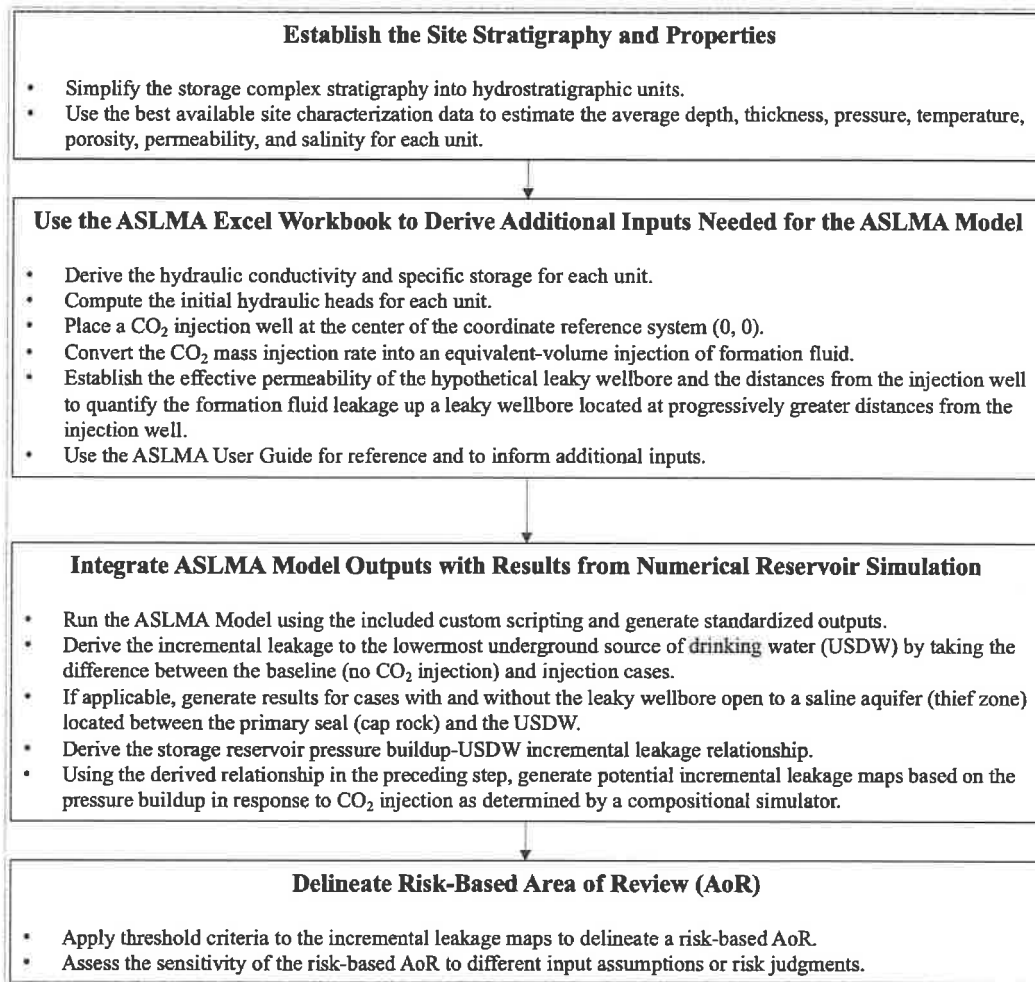 Establish the Site Stratigraphy and Properties
• Simplify the storage complex stratigraphy into hydrostratigraphic units.
• Use the best available site characterization data to estimate the average depth, thickness, pressure, temperature,
porosity, permeability, and salinity for each unit.
Use the ASLMA Excel Workbook to Derive Additional Inputs Needed for the ASLMA Model
• Derive the hydraulic conductivity and specific storage for each unit.
• Compute the initial hydraulic heads for each unit.
• Place a CO₂ injection well at the center of the coordinate reference system (0, 0).
• Convert the CO₂ mass injection rate into an equivalent-volume injection of formation fluid.
• Establish the effective permeability of the hypothetical leaky wellbore and the distances from the injection well
to quantify the formation fluid leakage up a leaky wellbore located at progressively greater distances from the
injection well.
• Use the ASLMA User Guide for reference and to inform additional inputs.
Integrate ASLMA Model Outputs with Results from Numerical Reservoir Simulation
• Run the ASLMA Model using the included custom scripting and generate standardized outputs.
• Derive the incremental leakage to the lowermost underground source of drinking water (USDW) by taking the
difference between the baseline (no CO₂ injection) and injection cases.
• If applicable, generate results for cases with and without the leaky wellbore open to a saline aquifer (thief zone)
located between the primary seal (cap rock) and the USDW.
• Derive the storage reservoir pressure buildup-USDW incremental leakage relationship.
• Using the derived relationship in the preceding step, generate potential incremental leakage maps based on the
pressure buildup in response to CO₂ injection as determined by a compositional simulator.
Delineate Risk-Based Area of Review (AoR)
• Apply threshold criteria to the incremental leakage maps to delineate a risk-based AoR.
• Assess the sensitivity of the risk-based AoR to different input assumptions or risk judgments.